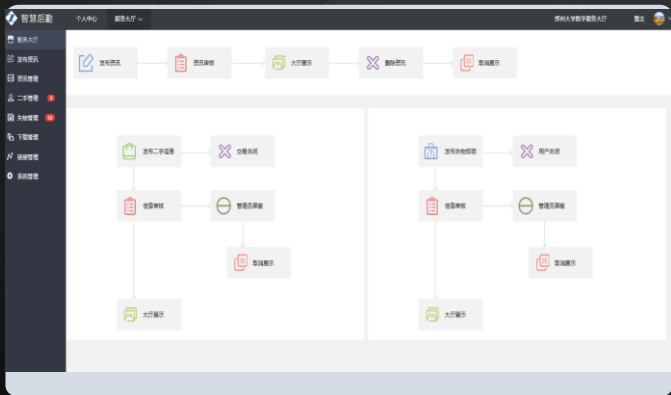 智慧后勤
个人中心
服务大厅
郑州大学数字服务大厅
服务大厅
发布资讯
资讯管理
二手管理
失物管理
下载管理
链接管理
系统管理
发布资讯
资讯审核
大厅展示
删除资讯
取消展示
发布二手信息
交易关闭
信息审核
管理员屏蔽
取消展示
大厅展示
发布失物招领
用户关闭
信息审核
管理员屏蔽
取消展示
大厅展示